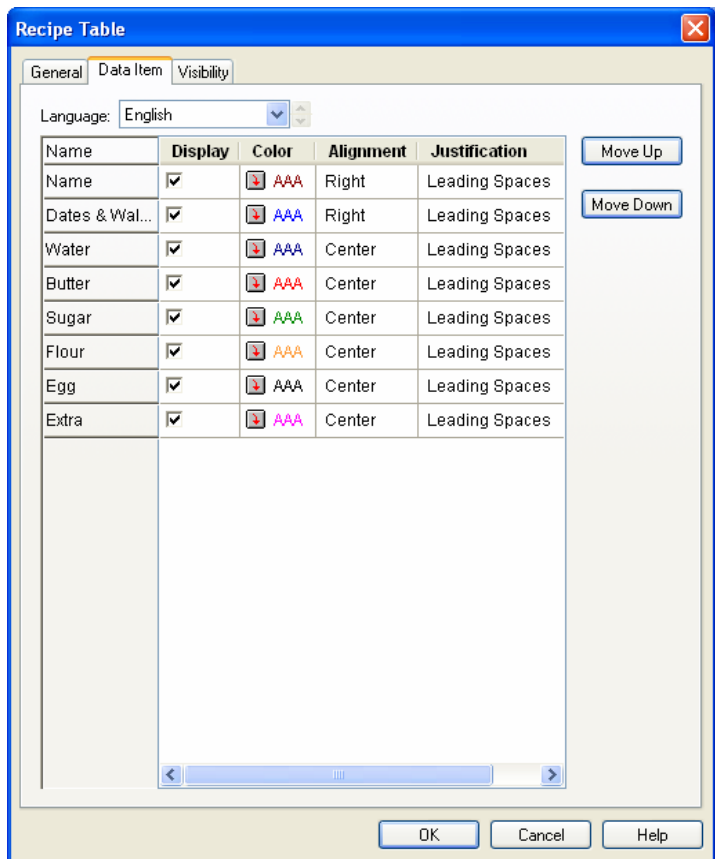 Recipe Table
General Data Item Visibility
Language: English
Name Display Color Alignment Justification
Name AAA Right Leading Spaces
Dates & Wal... AAA Right Leading Spaces
Water AAA Center Leading Spaces
Butter AAA Center Leading Spaces
Sugar AAA Center Leading Spaces
Flour AAA Center Leading Spaces
Egg AAA Center Leading Spaces
Extra AAA Center Leading Spaces
Move Up
Move Down
OK Cancel Help